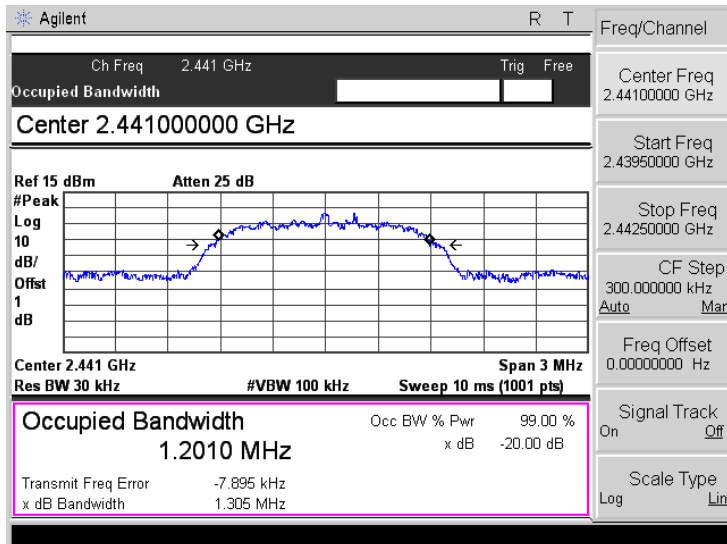 Agilent R T
Freq/Channel
Ch Freq 2.441 GHz Trig Free
Occupied Bandwidth
Center 2.441000000 GHz
Ref 15 dBm Atten 25 dB
#Peak
Log
10
dB/
Offst
1
dB
Center 2.441 GHz Span 3 MHz
Res BW 30 kHz #VBW 100 kHz Sweep 10 ms (1001 pts)
Occupied Bandwidth Occ BW % Pwr 99.00 %
1.2010 MHz x dB -20.00 dB
Transmit Freq Error -7.895 kHz
x dB Bandwidth 1.305 MHz
Center Freq
2.44100000 GHz
Start Freq
2.43950000 GHz
Stop Freq
2.44250000 GHz
CF Step
300.000000 kHz
Auto Man
Freq Offset
0.00000000 Hz
Signal Track
On Off
Scale Type
Log Lin